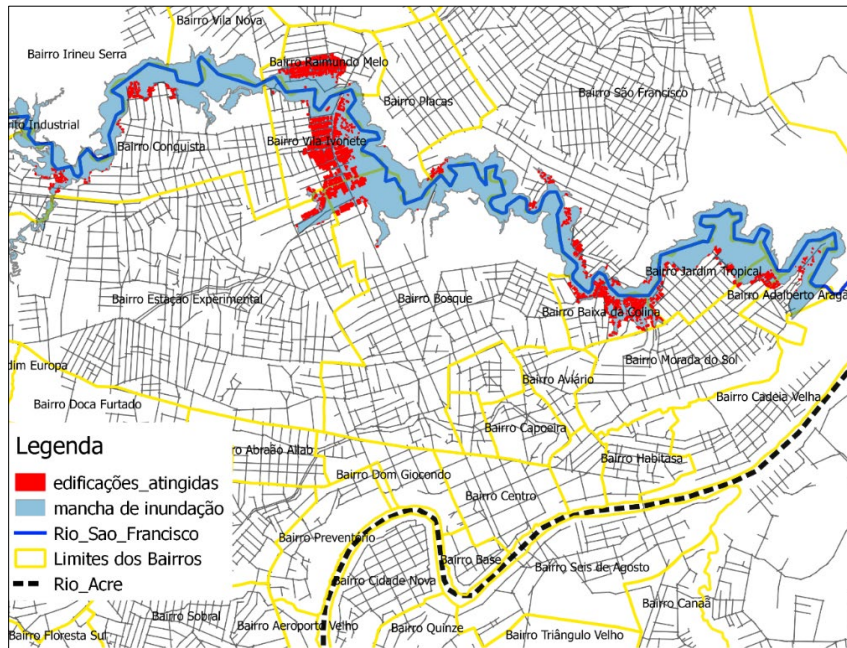 Bairro Vila Nova
Bairro Irineu Serra
Bairro Raimundo Melo
Bairro Placas
Bairro São Francisco
rito Industrial
Bairro Conquista
Bairro Vila Ivonete
Bairro Jardim Tropical
Bairro Estação Experimental
Bairro Bosque
Bairro Adalberto Aragã
Bairro Baixa da Colina
Bairro Morada do Sol
dim Europa
Bairro Aviário
Bairro Cadeia Velha
Bairro Doca Furtado
Bairro Capoeira
Legenda
o Abraão Allab
Bairro Habitasa
Bairro Dom Giocendo
edificações_atingidas
Bairro Centro
mancha de inundação
Rio_Sao_Francisco
Bairro Preventório
Limites dos Bairros
Bairro Base
Bairro Seis de Agosto
Rio_Acre
Bairro Cidade Nova
Bairro Canaã
Bairro Sobral
Bairro Aeroporto Velho
Bairro Quinze
Bairro Floresta Sul
Bairro Triângulo Velho